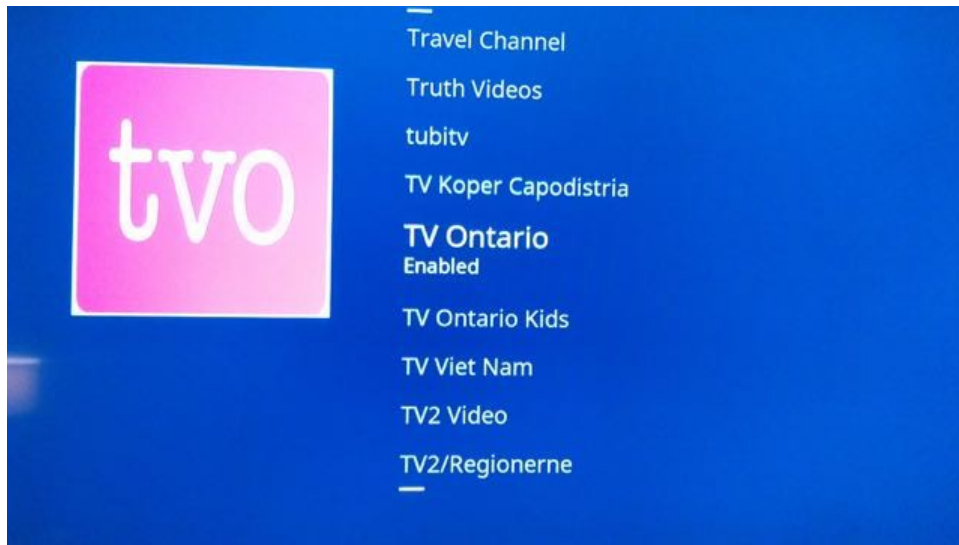 tvo
Travel Channel
Truth Videos
tubitv
TV Koper Capodistria
TV Ontario
Enabled
TV Ontario Kids
TV Viet Nam
TV2 Video
TV2/Regionerne